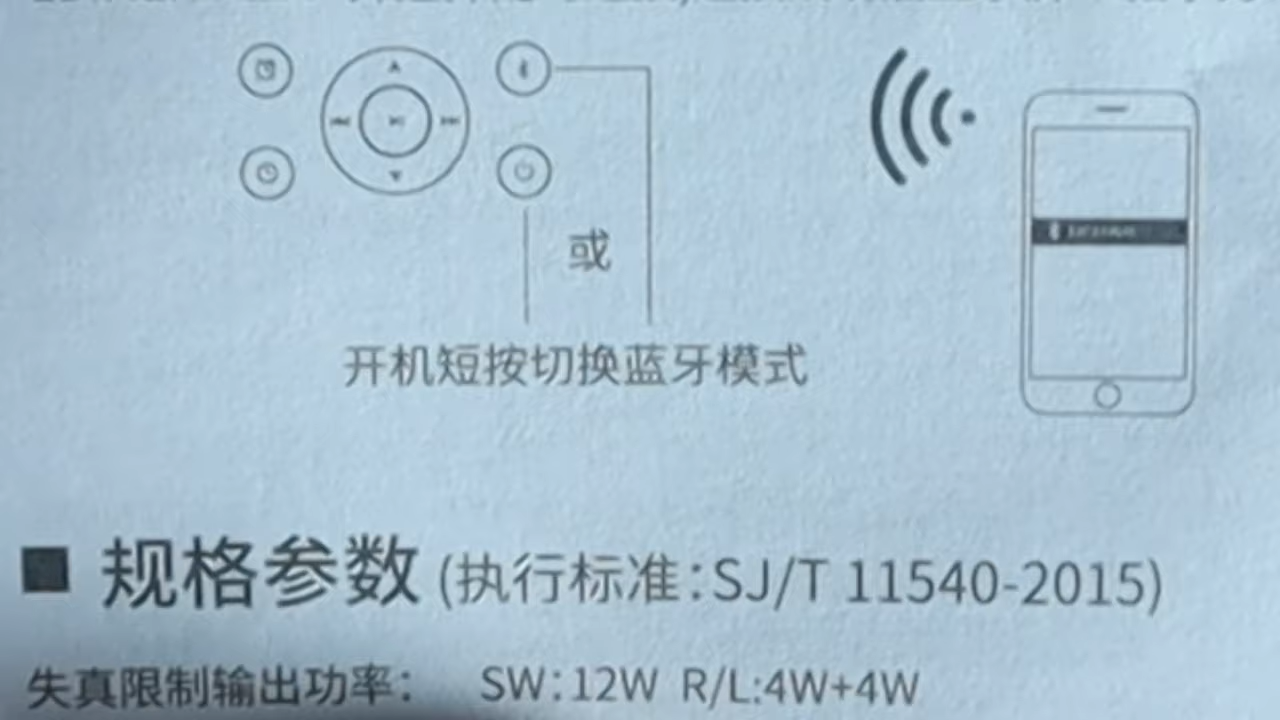 或
开机短按切换蓝牙模式
■ 规格参数 (执行标准:SJ/T 11540-2015)
失真限制输出功率: SW:12W R/L:4W+4W